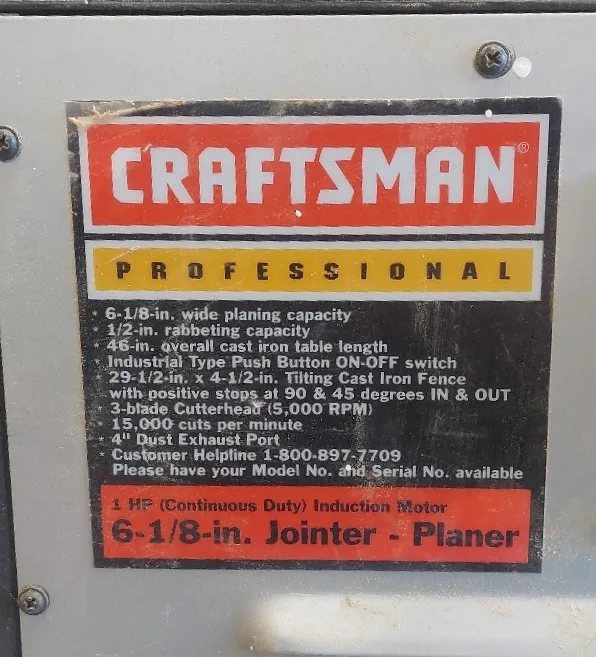 CRAFTSMAN®
PROFESSIONAL
* 6-1/8-in. wide planing capacity
* 1/2-in. rabbeting capacity
* 46-in. overall cast iron table length
* Industrial Type Push Button ON-OFF switch
* 29-1/2-in. x 4-1/2-in. Tilting Cast Iron Fence
with positive stops at 90 & 45 degrees IN & OUT
* 3-blade Cutterhead (5,000 RPM)
* 15,000 cuts per minute
* 4" Dust Exhaust Port
* Customer Helpline 1-800-897-7709
Please have your Model No. and Serial No. available
1 HP (Continuous Duty) Induction Motor
6-1/8-in. Jointer - Planer